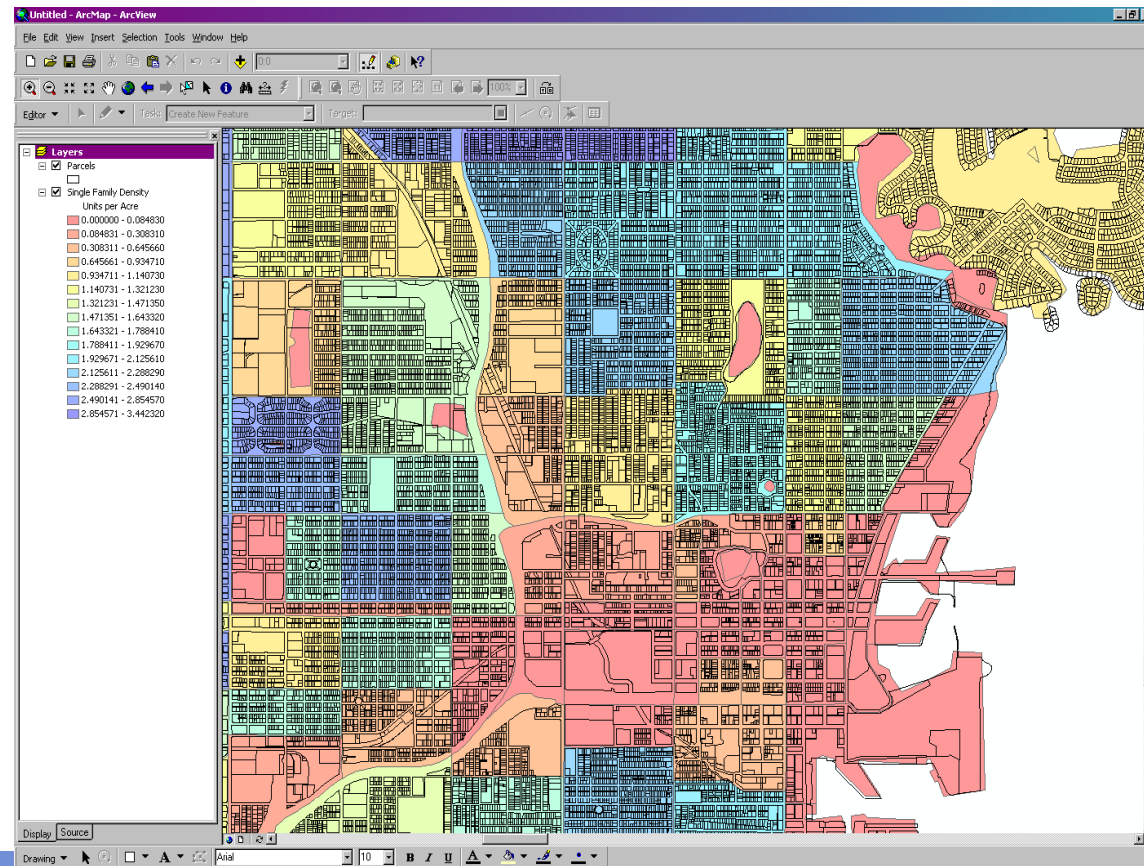 Untitled - ArcMap - ArcView
File Edit View Insert Selection Tools Window Help
0:0
100%
Editor Task: Create New Feature Target:
Layers
Parcels
Single Family Density
Units per Acre
0.000000 - 0.084830
0.084831 - 0.308310
0.308311 - 0.645660
0.645661 - 0.934710
0.934711 - 1.140730
1.140731 - 1.321230
1.321231 - 1.471350
1.471351 - 1.643320
1.643321 - 1.788410
1.788411 - 1.929670
1.929671 - 2.125610
2.125611 - 2.288290
2.288291 - 2.490140
2.490141 - 2.854570
2.854571 - 3.442320
Display Source
Drawing A Arial 10 B I U A